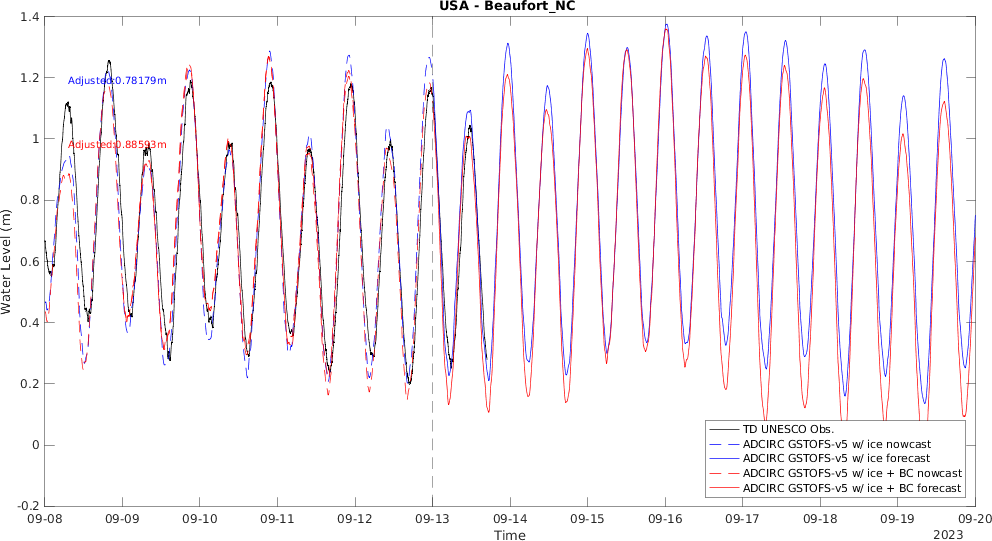 USA - Beaufort_NC
1.4
1.2
1
0.8
0.6
0.4
0.2
0
-0.2
Water Level (m)
Adjusted:0.78179m
Adjusted:0.88593m
TD UNESCO Obs.
ADCIRC GSTOFS-v5 w/ ice nowcast
ADCIRC GSTOFS-v5 w/ ice forecast
ADCIRC GSTOFS-v5 w/ ice + BC nowcast
ADCIRC GSTOFS-v5 w/ ice + BC forecast
09-08 09-09 09-10 09-11 09-12 09-13 09-14 09-15 09-16 09-17 09-18 09-19 09-20
Time
2023